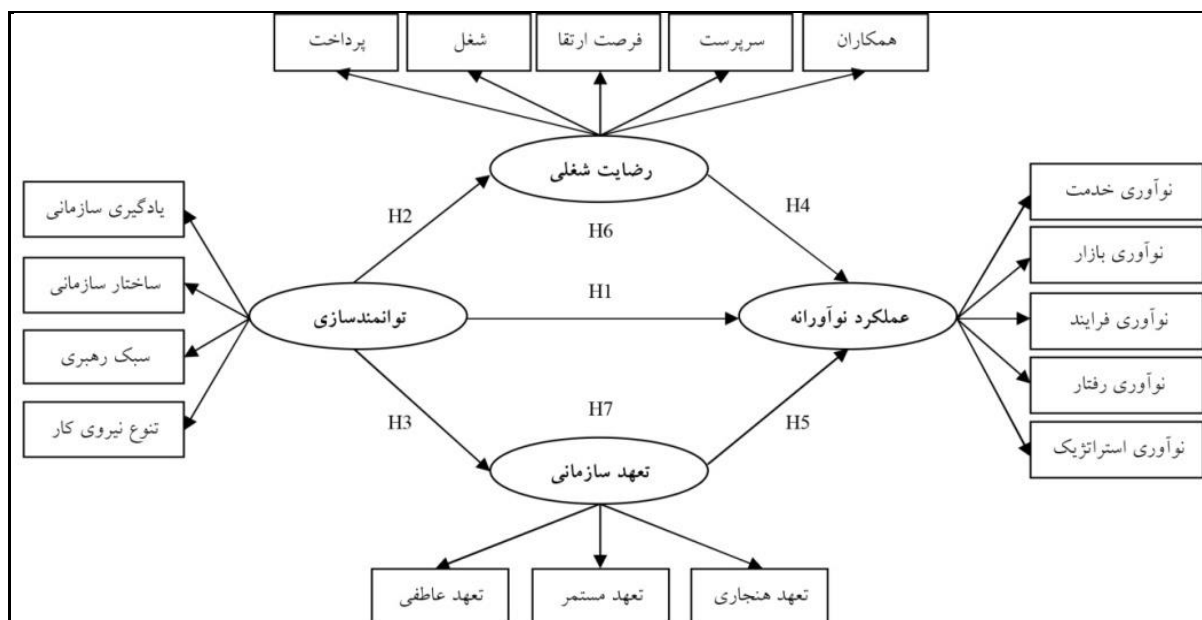 همکاران
سرپرست
فرصت ارتقا
شغل
پرداخت
رضایت شغلی
نوآوری خدمت
نوآوری بازار
نوآوری فرایند
نوآوری رفتار
نوآوری استراتژیک
یادگیری سازمانی
ساختار سازمانی
سبک رهبری
تنوع نیروی کار
H2
H4
H6
H1
توانمندسازی
عملکرد نوآورانه
H7
H3
H5
تعهد سازمانی
تعهد هنجاری
تعهد مستمر
تعهد عاطفی